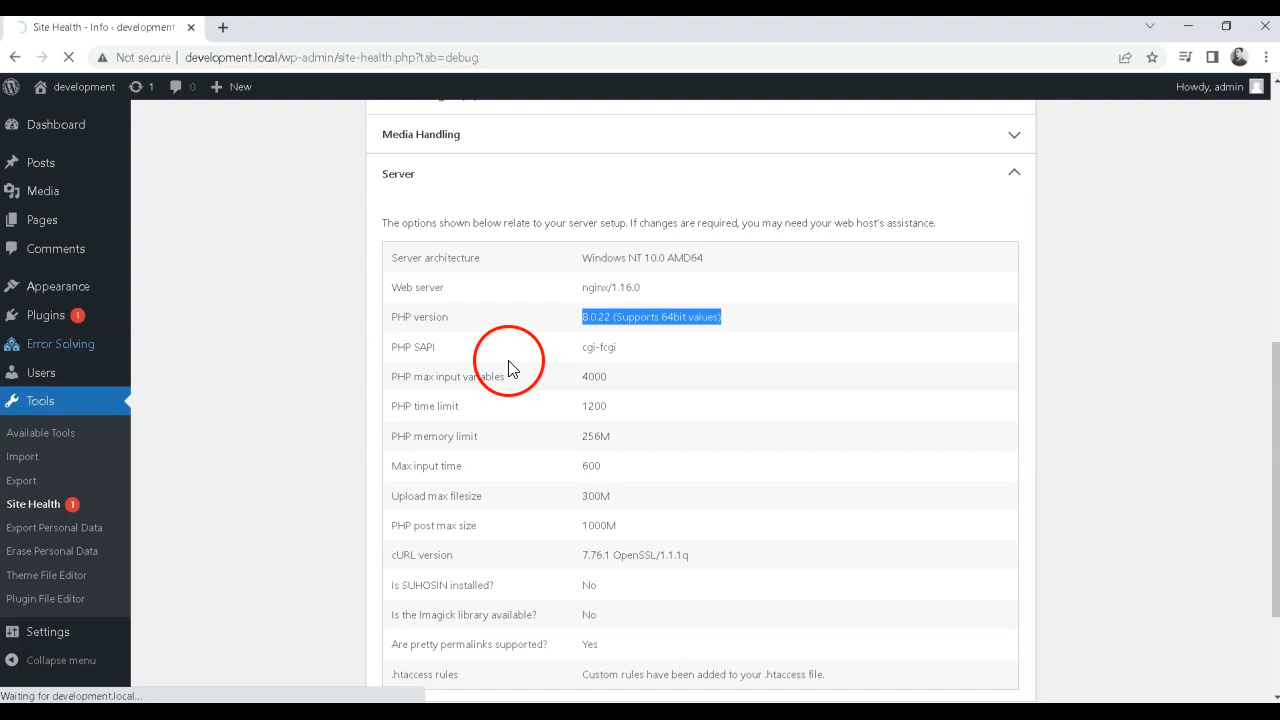 Site Health - Info ‹ development
Not secure
development.local/wp-admin/site-health.php?tab=debug
development
1
0
New
Howdy, admin
Dashboard
Posts
Media
Pages
Comments
Appearance
Plugins 1
Error Solving
Users
Tools
Available Tools
Import
Export
Site Health 1
Export Personal Data
Erase Personal Data
Theme File Editor
Plugin File Editor
Settings
Collapse menu
Waiting for development.local...
Media Handling
Server
The options shown below relate to your server setup. If changes are required, you may need your web host's assistance.
Server architecture Windows NT 10.0 AMD64
Web server nginx/1.16.0
PHP version 8.0.22 (Supports 64bit values)
PHP SAPI cgi-fcgi
PHP max input variables 4000
PHP time limit 1200
PHP memory limit 256M
Max input time 600
Upload max filesize 300M
PHP post max size 1000M
cURL version 7.76.1 OpenSSL/1.1.1q
Is SUHOSIN installed? No
Is the Imagick library available? No
Are pretty permalinks supported? Yes
.htaccess rules Custom rules have been added to your .htaccess file.